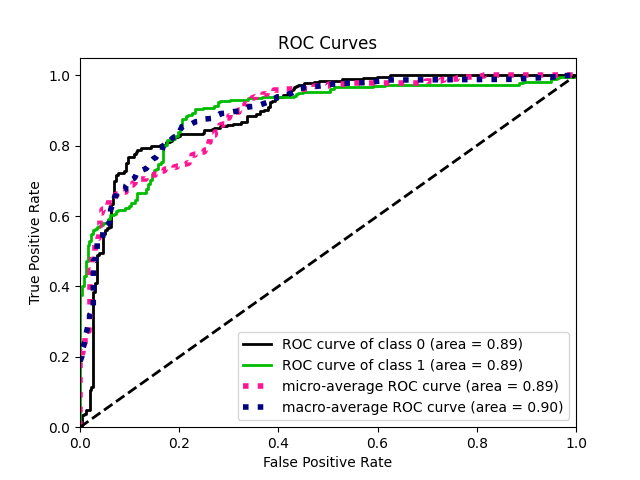 ROC Curves
1.0
0.8
0.6
0.4
0.2
0.0
True Positive Rate
ROC curve of class 0 (area = 0.89)
ROC curve of class 1 (area = 0.89)
micro-average ROC curve (area = 0.89)
macro-average ROC curve (area = 0.90)
0.0 0.2 0.4 0.6 0.8 1.0
False Positive Rate